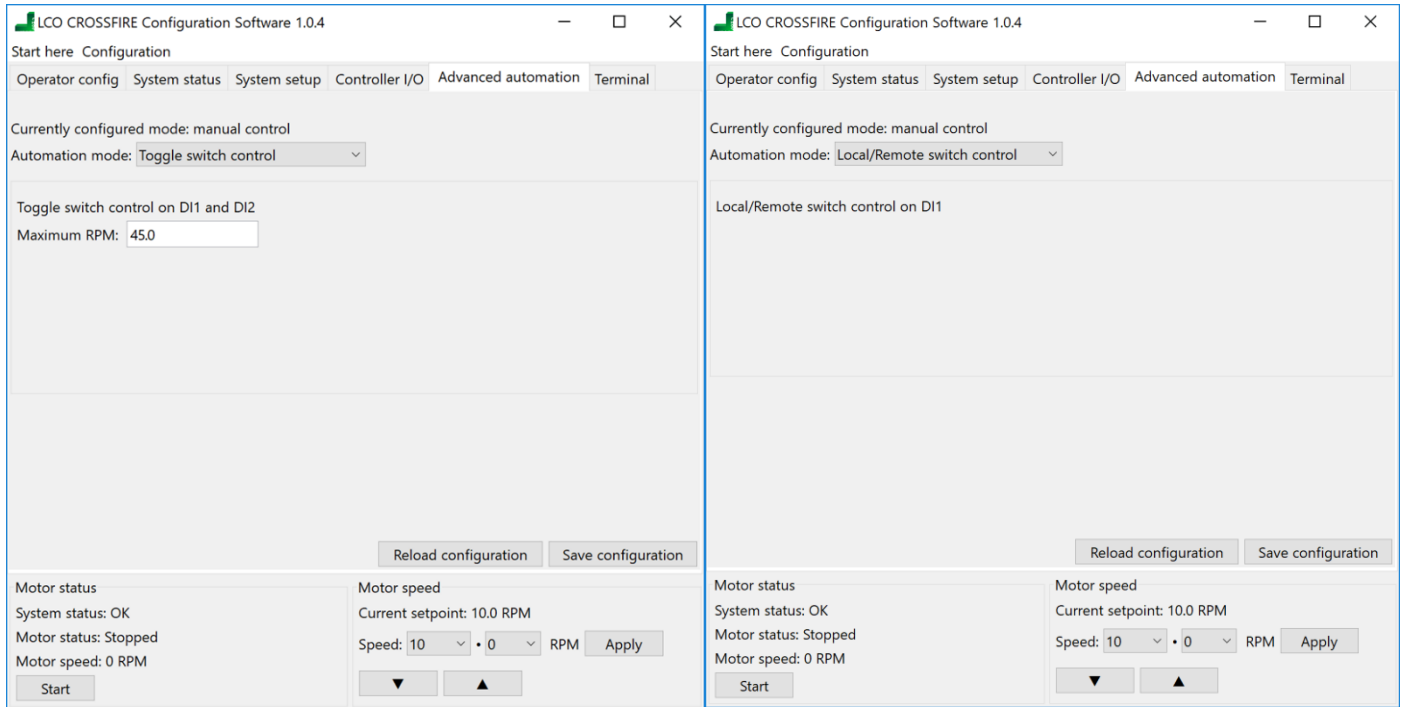 LCO CROSSFIRE Configuration Software 1.0.4
Start here Configuration
Operator config System status System setup Controller I/O Advanced automation Terminal
Currently configured mode: manual control
Automation mode: Toggle switch control
Toggle switch control on DI1 and DI2
Maximum RPM: 45.0
Reload configuration Save configuration
Motor status
System status: OK
Motor status: Stopped
Motor speed: 0 RPM
Start
Motor speed
Current setpoint: 10.0 RPM
Speed: 10 • 0 RPM Apply
▼ ▲
LCO CROSSFIRE Configuration Software 1.0.4
Start here Configuration
Operator config System status System setup Controller I/O Advanced automation Terminal
Currently configured mode: manual control
Automation mode: Local/Remote switch control
Local/Remote switch control on DI1
Reload configuration Save configuration
Motor status
System status: OK
Motor status: Stopped
Motor speed: 0 RPM
Start
Motor speed
Current setpoint: 10.0 RPM
Speed: 10 • 0 RPM Apply
▼ ▲